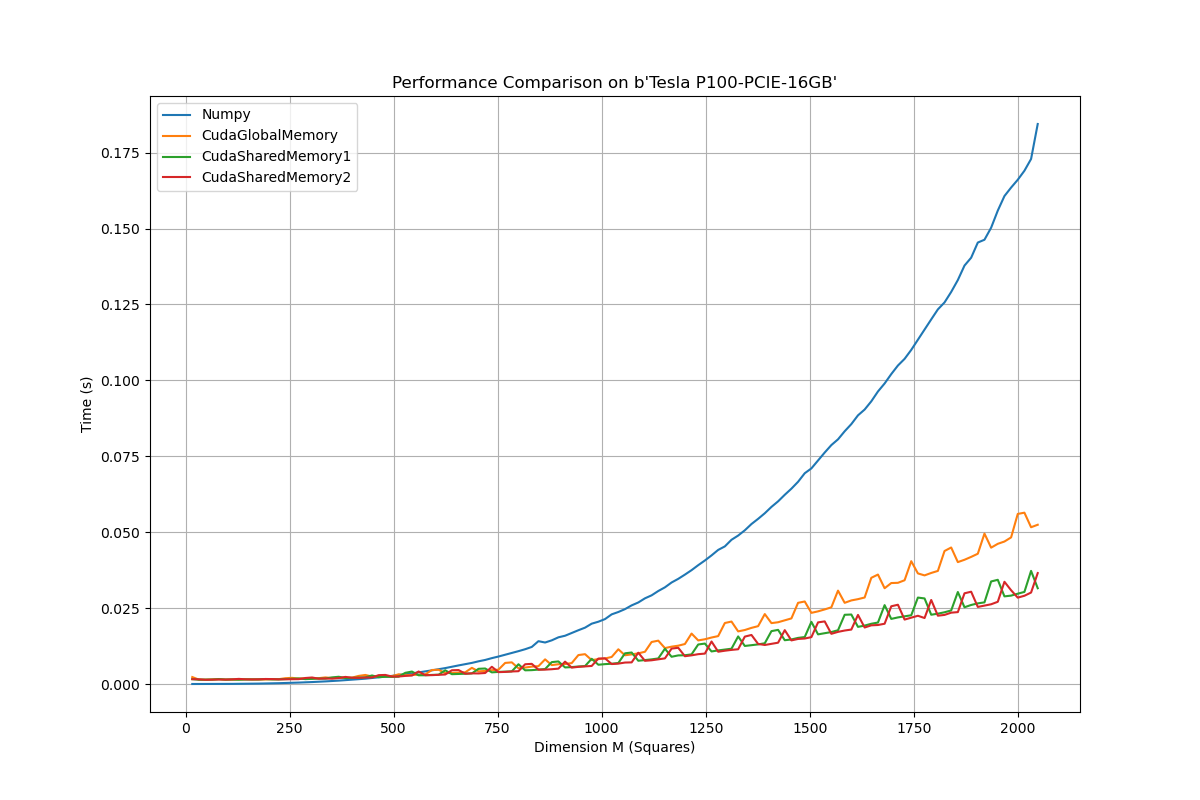 Performance Comparison on b'Tesla P100-PCIE-16GB'
Numpy
CudaGlobalMemory
CudaSharedMemory1
CudaSharedMemory2
0.175
0.150
0.125
0.100
0.075
0.050
0.025
0.000
Time (s)
0 250 500 750 1000 1250 1500 1750 2000
Dimension M (Squares)